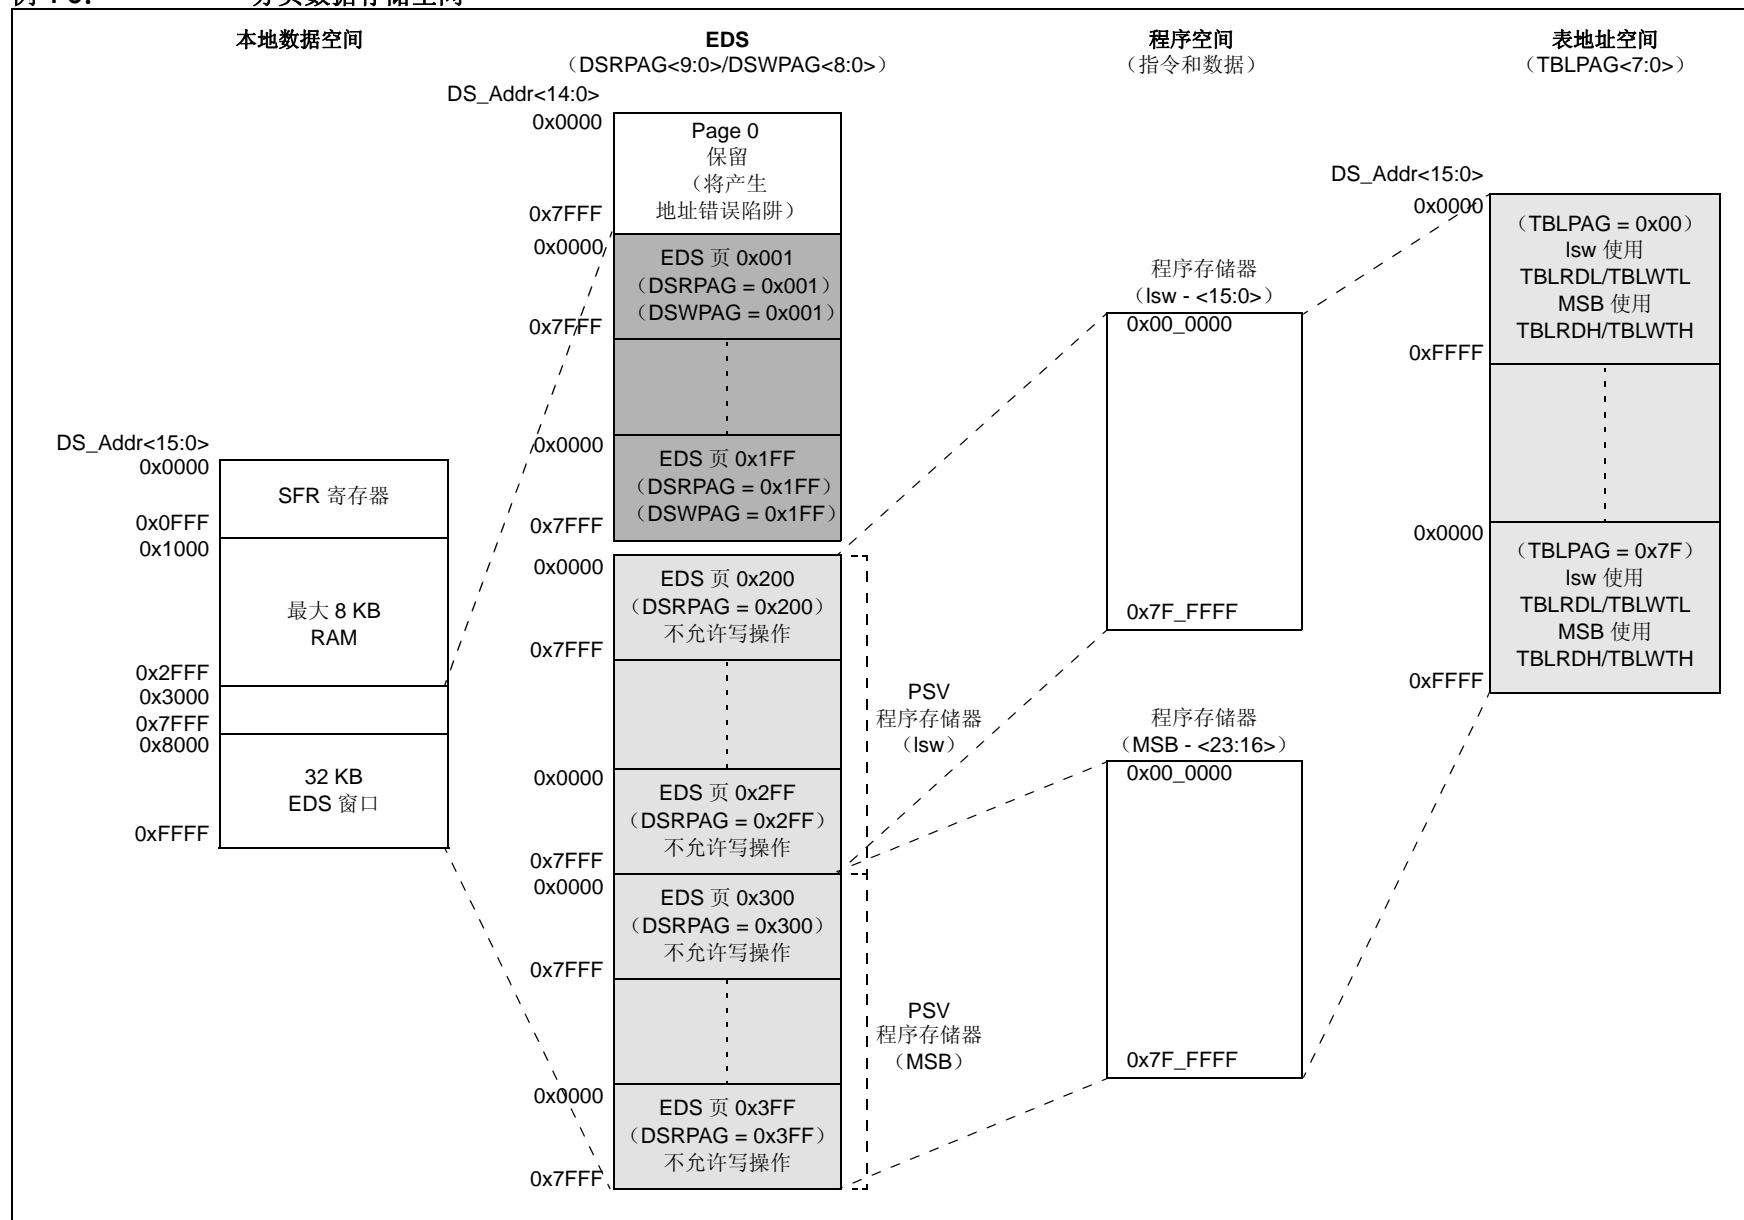 本地数据空间
EDS
（DSRPAG<9:0>/DSWPAG<8:0>）
程序空间
（指令和数据）
表地址空间
（TBLPAG<7:0>）
DS_Addr<14:0>
0x0000
Page 0
保留
（将产生
地址错误陷阱）
0x7FFF
0x0000
EDS 页 0x001
（DSRPAG = 0x001）
（DSWPAG = 0x001）
0x7FFF
0x0000
EDS 页 0x1FF
（DSRPAG = 0x1FF）
（DSWPAG = 0x1FF）
0x7FFF
0x0000
EDS 页 0x200
（DSRPAG = 0x200）
不允许写操作
0x7FFF
0x0000
EDS 页 0x2FF
（DSRPAG = 0x2FF）
不允许写操作
0x7FFF
0x0000
EDS 页 0x300
（DSRPAG = 0x300）
不允许写操作
0x7FFF
0x0000
EDS 页 0x3FF
（DSRPAG = 0x3FF）
不允许写操作
0x7FFF
DS_Addr<15:0>
0x0000
SFR 寄存器
0x0FFF
0x1000
最大 8 KB
RAM
0x2FFF
0x3000
0x7FFF
0x8000
32 KB
EDS 窗口
0xFFFF
PSV
程序存储器
（lsw）
PSV
程序存储器
（MSB）
程序存储器
（lsw - <15:0>）
0x00_0000
0x7F_FFFF
程序存储器
（MSB - <23:16>）
0x00_0000
0x7F_FFFF
DS_Addr<15:0>
0x0000
（TBLPAG = 0x00）
lsw 使用
TBLRDL/TBLWTL
MSB 使用
TBLRDH/TBLWTH
0xFFFF
0x0000
（TBLPAG = 0x7F）
lsw 使用
TBLRDL/TBLWTL
MSB 使用
TBLRDH/TBLWTH
0xFFFF